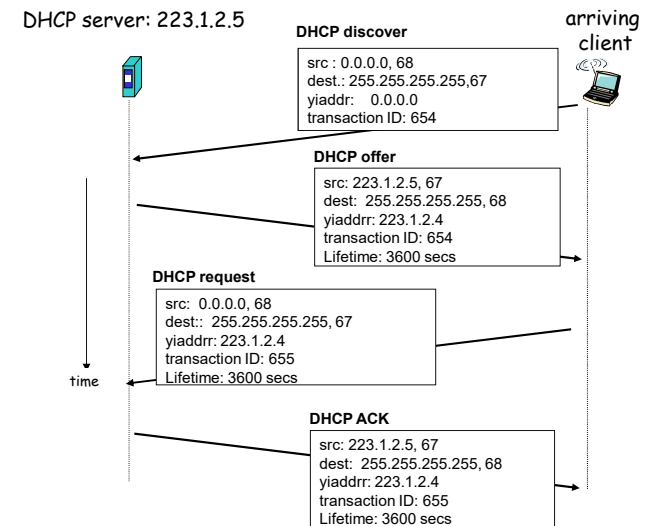 DHCP server: 223.1.2.5
arriving
client
DHCP discover
src : 0.0.0.0, 68
dest.: 255.255.255.255,67
yiaddr: 0.0.0.0
transaction ID: 654
DHCP offer
src: 223.1.2.5, 67
dest: 255.255.255.255, 68
yiaddrr: 223.1.2.4
transaction ID: 654
Lifetime: 3600 secs
DHCP request
src: 0.0.0.0, 68
dest:: 255.255.255.255, 67
yiaddrr: 223.1.2.4
transaction ID: 655
Lifetime: 3600 secs
time
DHCP ACK
src: 223.1.2.5, 67
dest: 255.255.255.255, 68
yiaddrr: 223.1.2.4
transaction ID: 655
Lifetime: 3600 secs